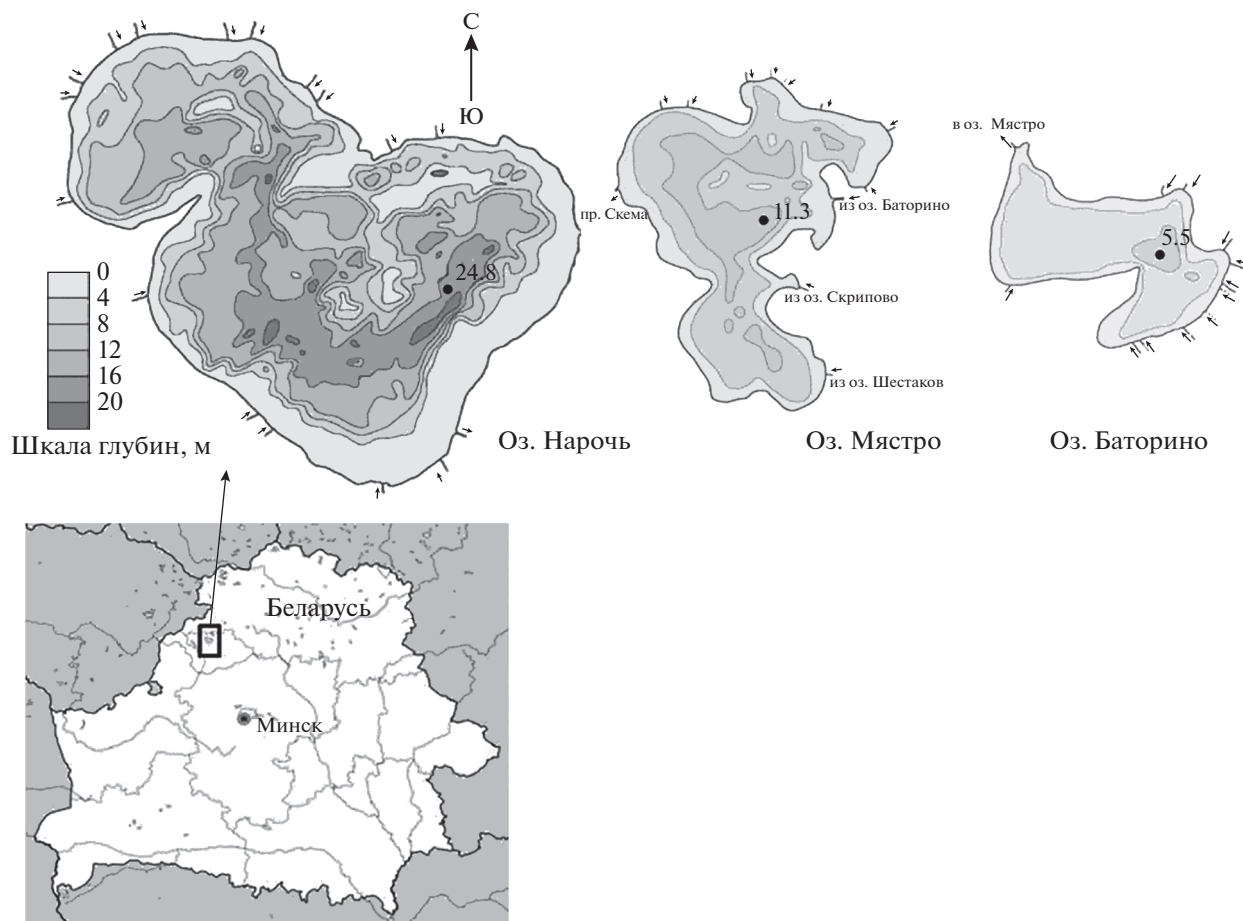 С
Ю
24.8
0
4
8
12
16
20
Шкала глубин, м
Оз. Нарочь
пр. Скема
11.3
из оз. Баторино
из оз. Скрипово
из оз. Шестаков
Оз. Мястро
в оз. Мястро
5.5
Оз. Баторино
Беларусь
Минск